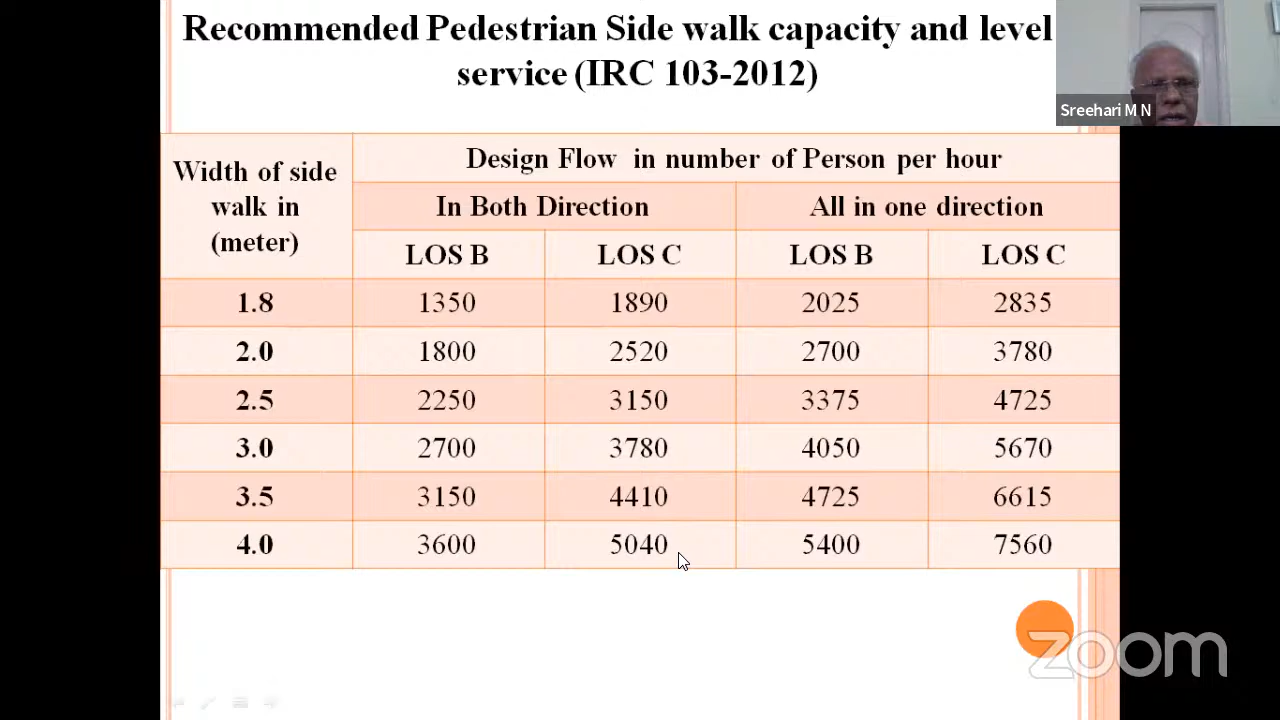 Recommended Pedestrian Side walk capacity and level
service (IRC 103-2012)
Sreehari M N
Width of side
walk in
(meter)
Design Flow in number of Person per hour
In Both Direction
All in one direction
LOS B
LOS C
LOS B
LOS C
1.8 1350 1890 2025 2835
2.0 1800 2520 2700 3780
2.5 2250 3150 3375 4725
3.0 2700 3780 4050 5670
3.5 3150 4410 4725 6615
4.0 3600 5040 5400 7560
zoom